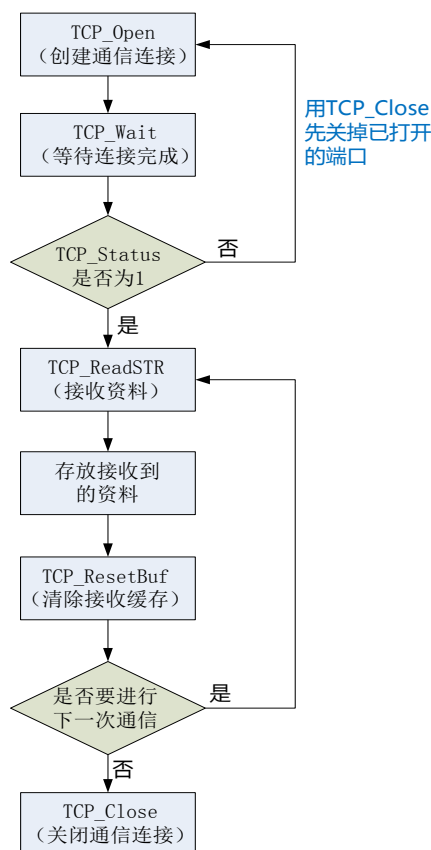 TCP_Open
（创建通信连接）
用TCP_Close
先关掉已打开
的端口
TCP_Wait
（等待连接完成）
TCP_Status
是否为1
否
是
TCP_ReadSTR
（接收资料）
存放接收到
的资料
TCP_ResetBuf
（清除接收缓存）
是否要进行
下一次通信
是
否
TCP_Close
（关闭通信连接）